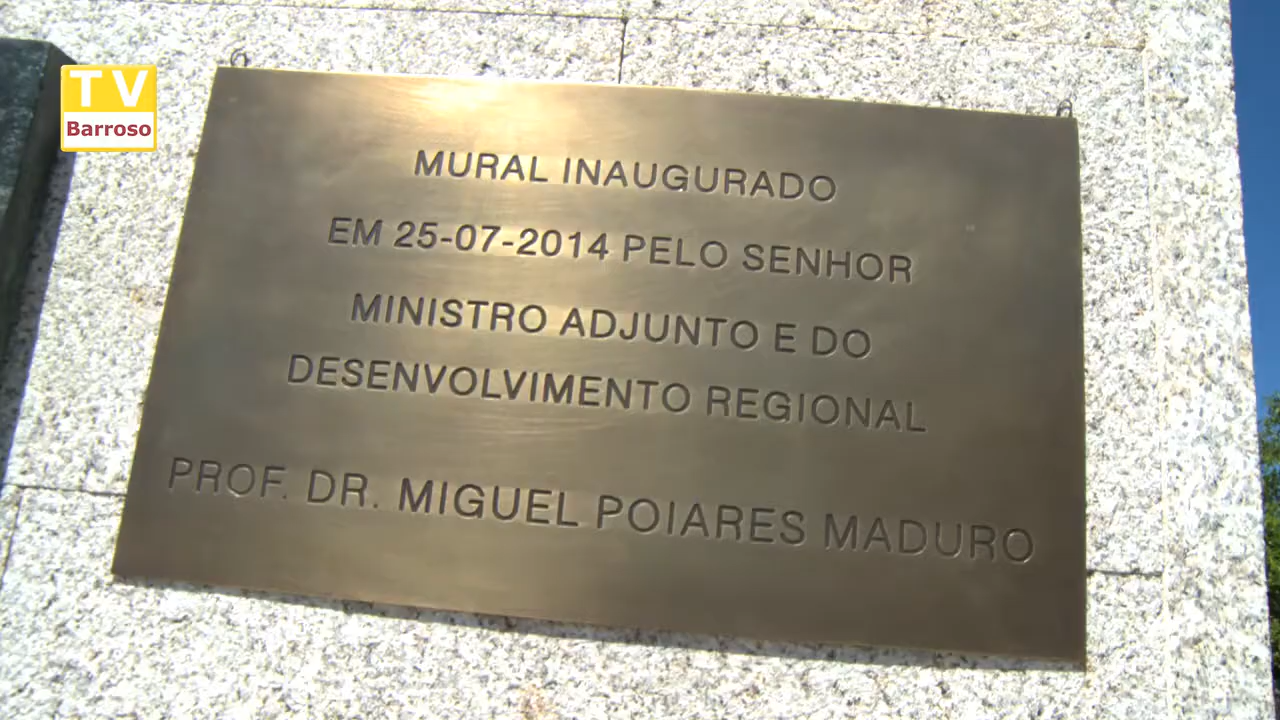 TV
Barroso
MURAL INAUGURADO
EM 25-07-2014 PELO SENHOR
MINISTRO ADJUNTO E DO
DESENVOLVIMENTO REGIONAL
PROF. DR. MIGUEL POIARES MADURO